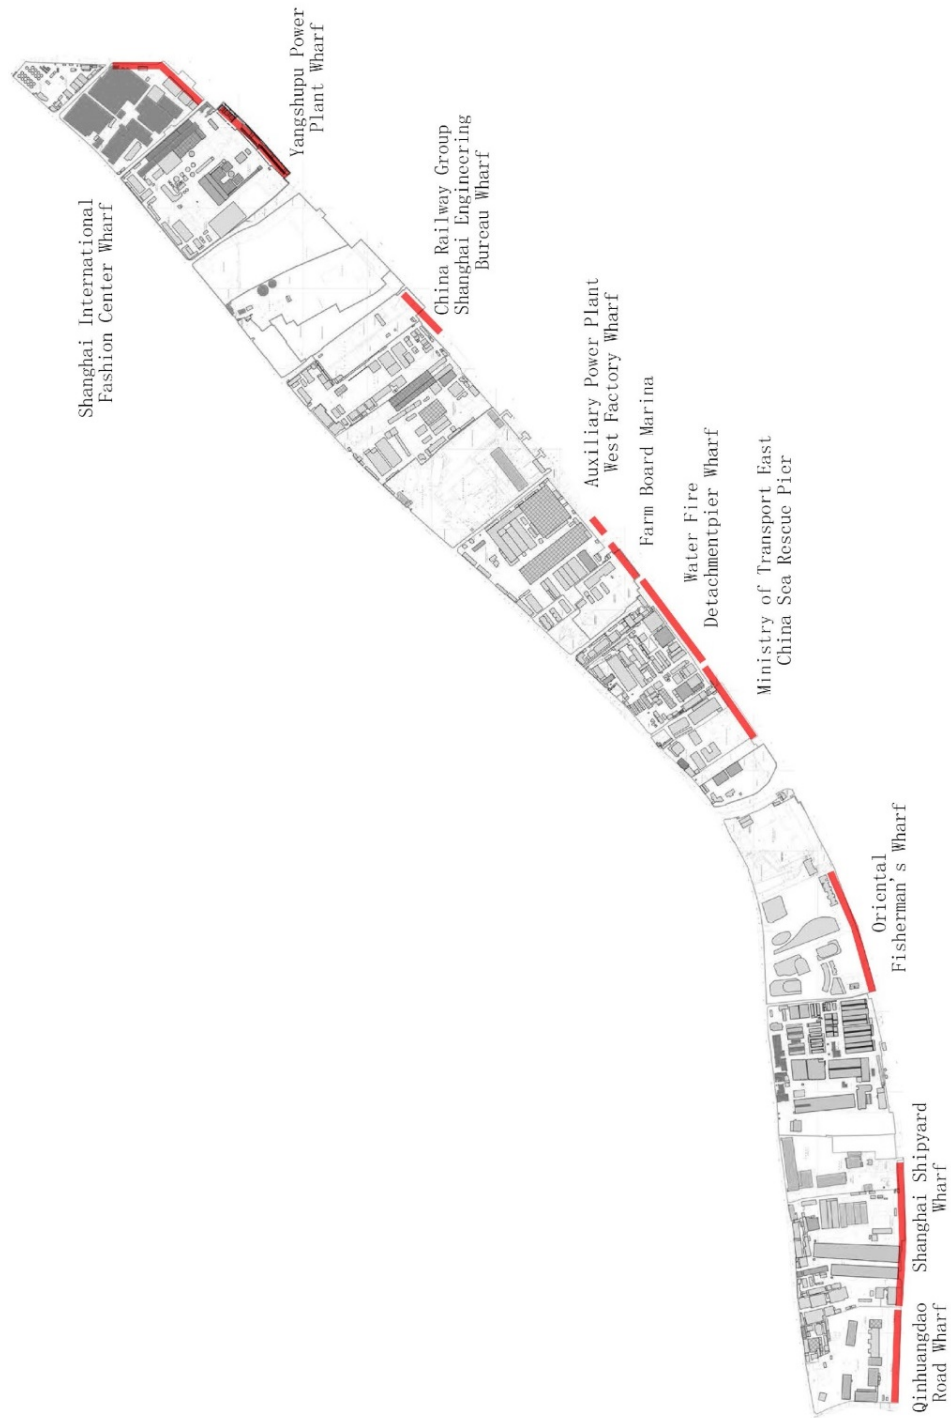 Shanghai International
Fashion Center Wharf
Yangshupu Power
Plant Wharf
China Railway Group
Shanghai Engineering
Bureau Wharf
Auxiliary Power Plant
West Factory Wharf
Farm Board Marina
Water Fire
Detachmentpier Wharf
Ministry of Transport East
China Sea Rescue Pier
Oriental
Fisherman's Wharf
Shanghai Shipyard
Wharf
Qinhuangdao
Road Wharf